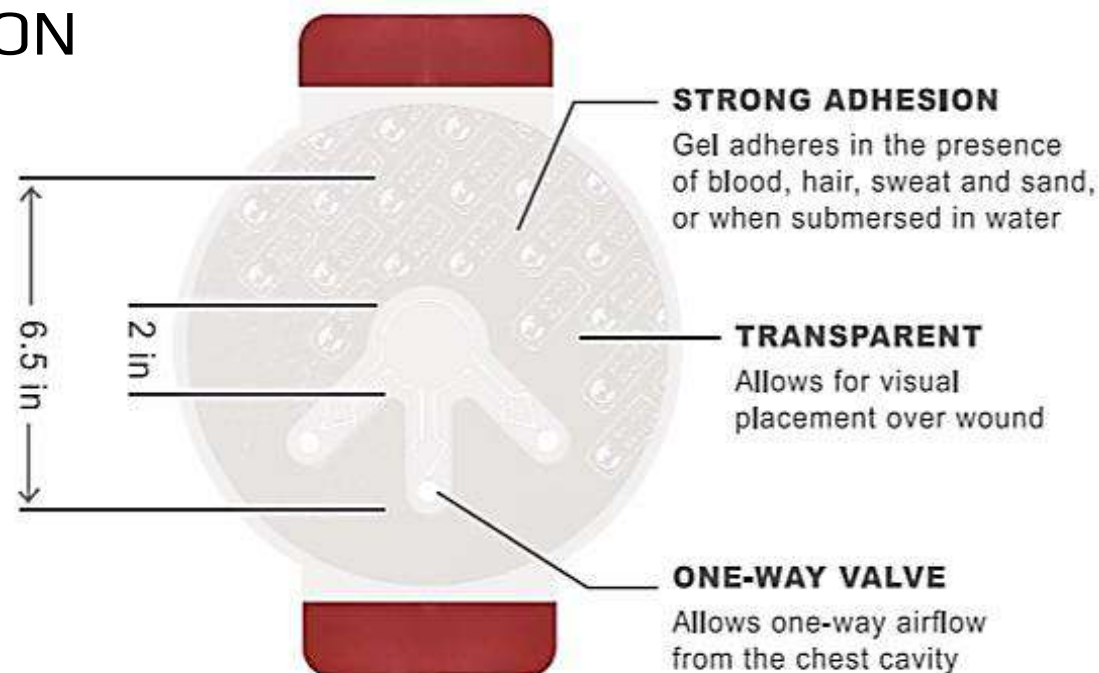 ON
STRONG ADHESION
Gel adheres in the presence
of blood, hair, sweat and sand,
or when submersed in water
6.5 in
2 in
TRANSPARENT
Allows for visual
placement over wound
ONE-WAY VALVE
Allows one-way airflow
from the chest cavity